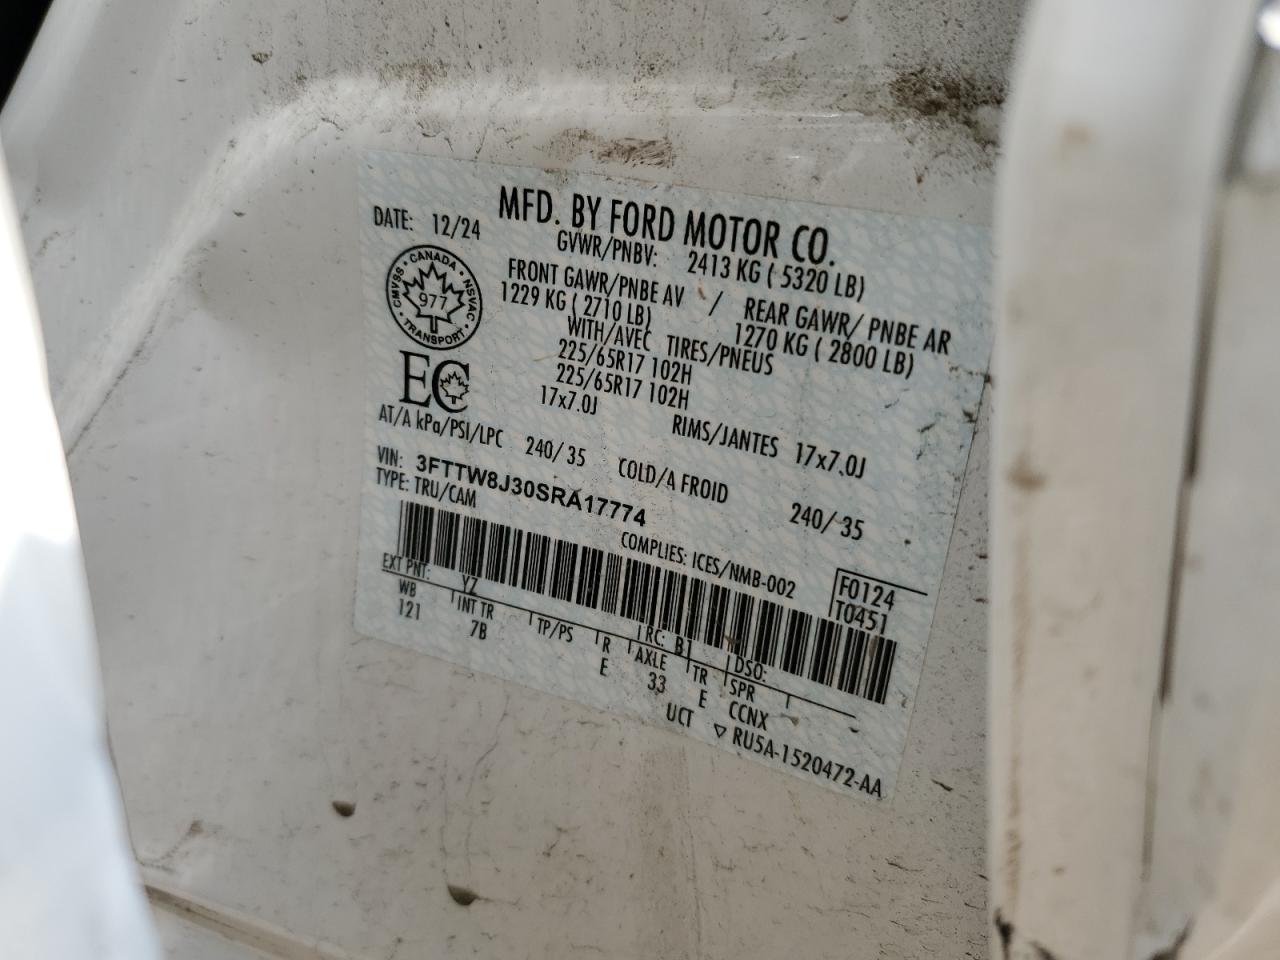 MFD. BY FORD MOTOR CO.
DATE: 12/24
GVWR/PNBV: 2413 KG ( 5320 LB)
FRONT GAWR/PNBE AV / REAR GAWR/ PNBE AR
1229 KG ( 2710 LB) 1270 KG ( 2800 LB)
WITH/AVEC TIRES/PNEUS
225/65R17 102H
225/65R17 102H
17x7.0J RIMS/JANTES 17x7.0J
AT/A kPa/PSI/LPC 240/ 35 COLD/A FROID 240/ 35
CANADA
CMVSS NSVAC
977
TRANSPORT
EC
VIN: 3FTTW8J30SRA17774
TYPE: TRU/CAM
COMPLIES: ICES/NMB-002
F0124
T0451
EXT PNT: YZ RC: B1 DSO:
WB INT TR TP/PS R AXLE TR SPR
121 7B E 33 E CCNX
UCT ▽ RU5A-1520472-AA